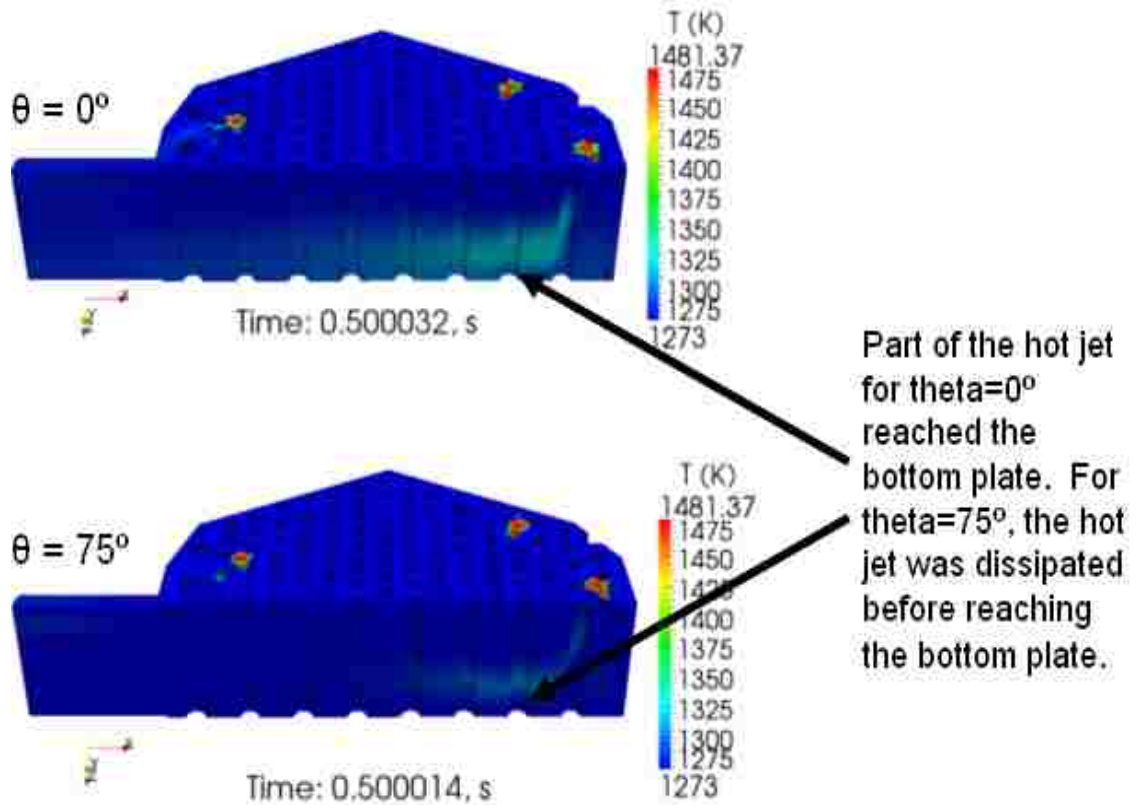 θ = 0º
T (K)
1481.37
1475
1450
1425
1400
1375
1350
1325
1300
1275
1273
Time: 0.500032, s
Part of the hot jet
for theta=0º
reached the
bottom plate.  For
theta=75º, the hot
jet was dissipated
before reaching
the bottom plate.
θ = 75º
T (K)
1481.37
1475
1450
1425
1400
1375
1350
1325
1300
1275
1273
Time: 0.500014, s